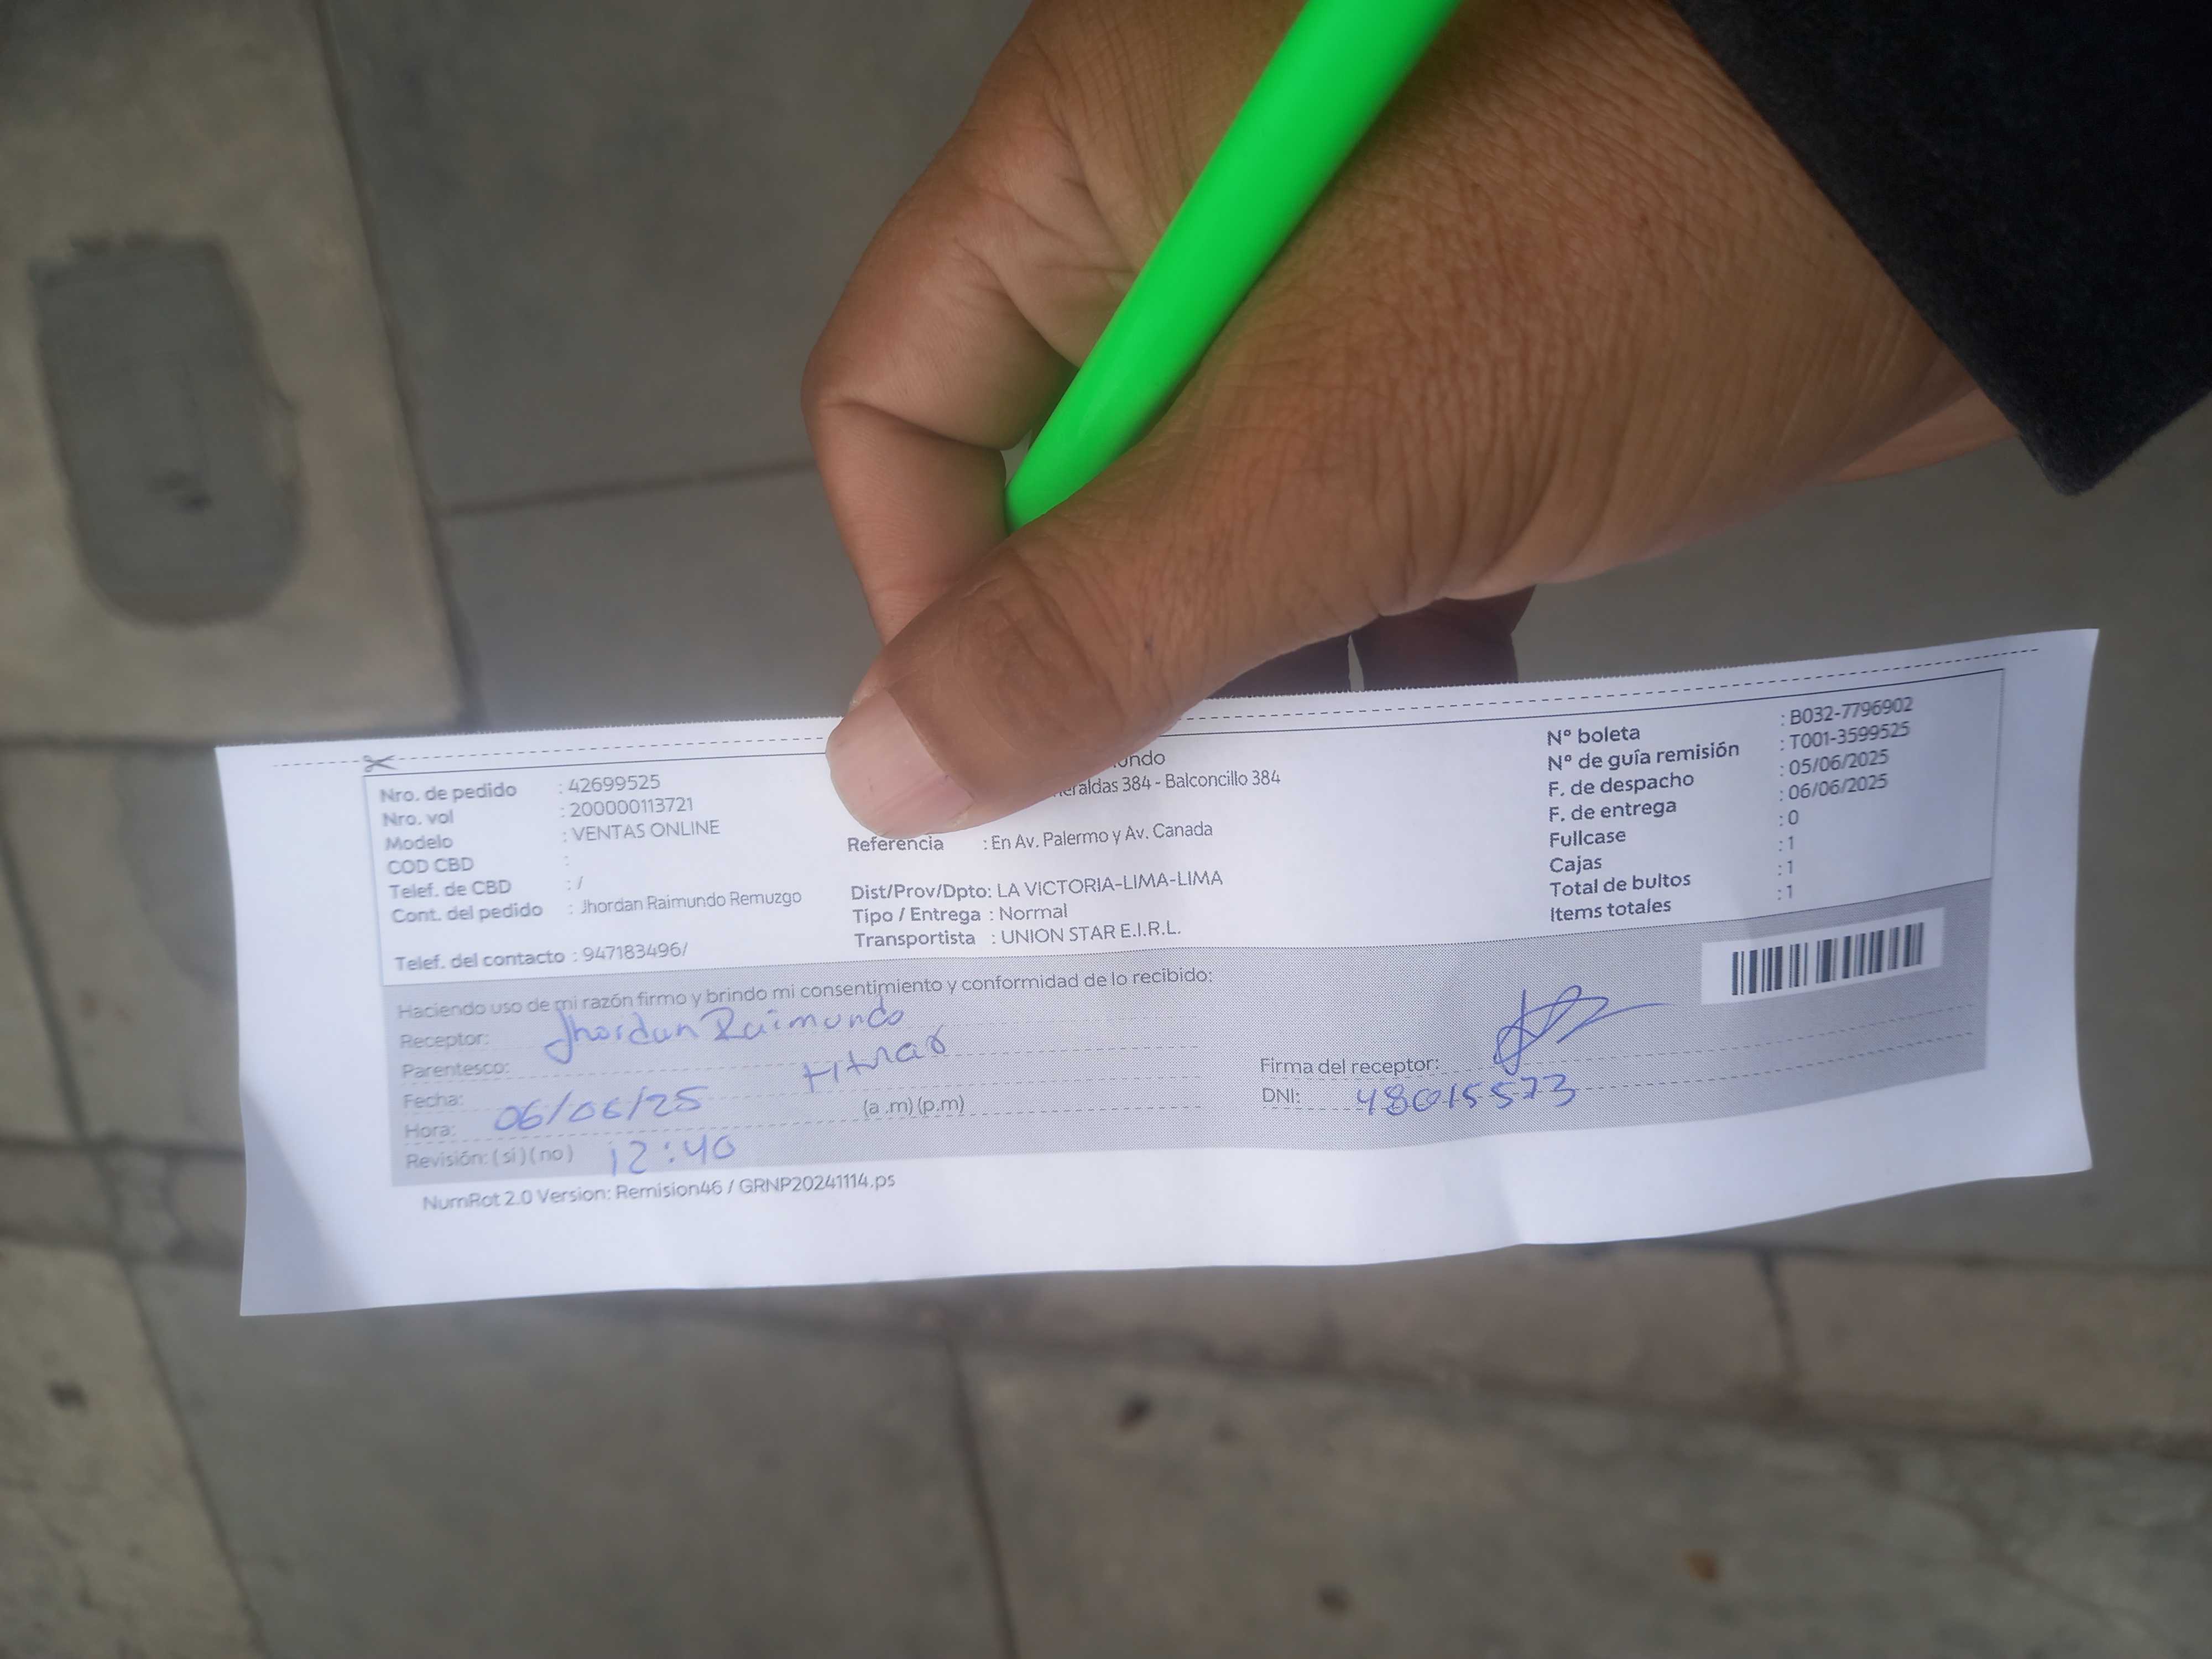 Nro. de pedido : 42699525
Nro. vol : 200000113721
Modelo : VENTAS ONLINE
COD CBD :
Telef. de CBD : /
Cont. del pedido : Jhordan Raimundo Remuzgo
Telef. del contacto : 947183496/
384 - Balconcillo 384
Referencia : En Av. Palermo y Av. Canada
Dist/Prov/Dpto: LA VICTORIA-LIMA-LIMA
Tipo / Entrega : Normal
Transportista : UNION STAR E.I.R.L.
N° boleta : B032-7796902
N° de guía remisión : T001-3599525
F. de despacho : 05/06/2025
F. de entrega : 06/06/2025
Fullcase : 0
Cajas : 1
Total de bultos : 1
Items totales : 1
Haciendo uso de mi razón firmo y brindo mi consentimiento y conformidad de lo recibido:
Receptor: Jhordan Raimundo
Parentesco:
Fecha: 06/06/25
Hora: 12:40 (a .m) (p.m)
Revisión: ( si ) ( no )
Firma del receptor:
DNI: 48015573
NumRot 2.0 Version: Remision46 / GRNP20241114.ps